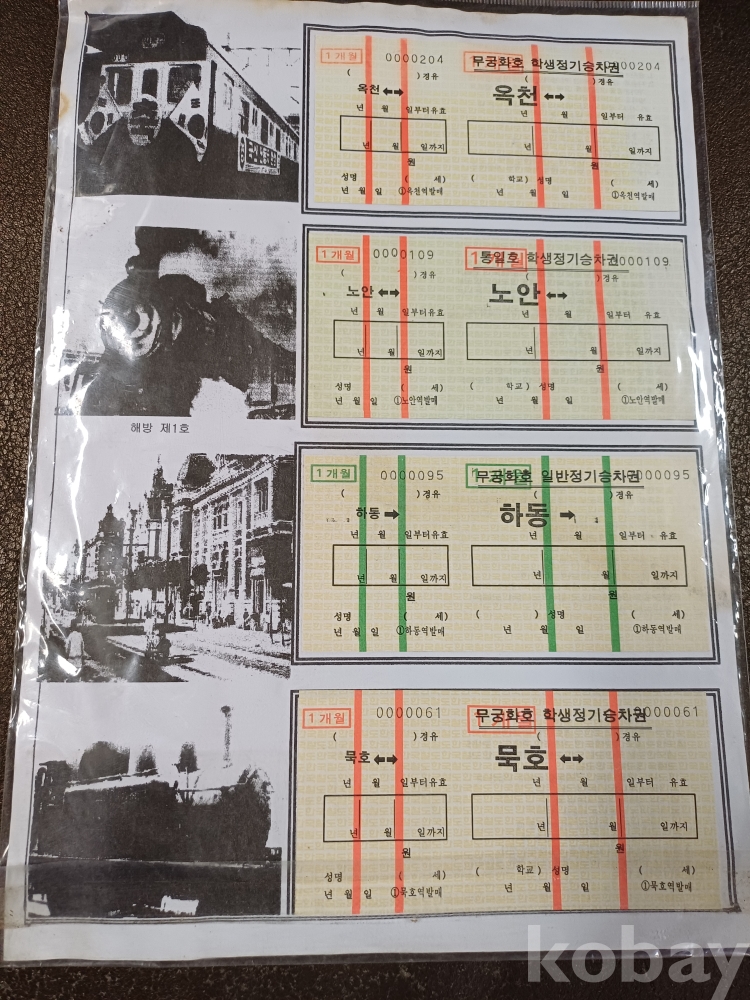 1개월 0000204 1개월 무궁화호 학생정기승차권 0000204
( )경유 ( )경유
옥천 ↔ 옥천 ↔
년 월 일부터유효 년 월 일부터 유효
년 월 일까지 년 월 일까지
원 원
성명 ( 세) ( 학교) 성명 ( 세)
년 월 일 ①옥천역발매 년 월 일 ①옥천역발매
1개월 0000109 1개월 통일호 학생정기승차권 0000109
( )경유 ( )경유
노안 ↔ 노안 ↔
년 월 일부터유효 년 월 일부터 유효
년 월 일까지 년 월 일까지
원 원
성명 ( 세) ( 학교) 성명 ( 세)
년 월 일 ①노안역발매 년 월 일 ①노안역발매
해방 제1호
1개월 0000095 1개월 무궁화호 일반정기승차권 0000095
( )경유 ( )경유
하동 → 하동 →
년 월 일부터유효 년 월 일부터 유효
년 월 일까지 년 월 일까지
원 원
성명 ( 세) ( ) 성명 ( 세)
년 월 일 ①하동역발매 년 월 일 ①하동역발매
1개월 0000061 1개월 무궁화호 학생정기승차권 0000061
( )경유 ( )경유
묵호 ↔ 묵호 ↔
년 월 일부터유효 년 월 일부터 유효
년 월 일까지 년 월 일까지
원 원
성명 ( 세) ( 학교) 성명 ( 세)
년 월 일 ①묵호역발매 년 월 일 ①묵호역발매
kobay